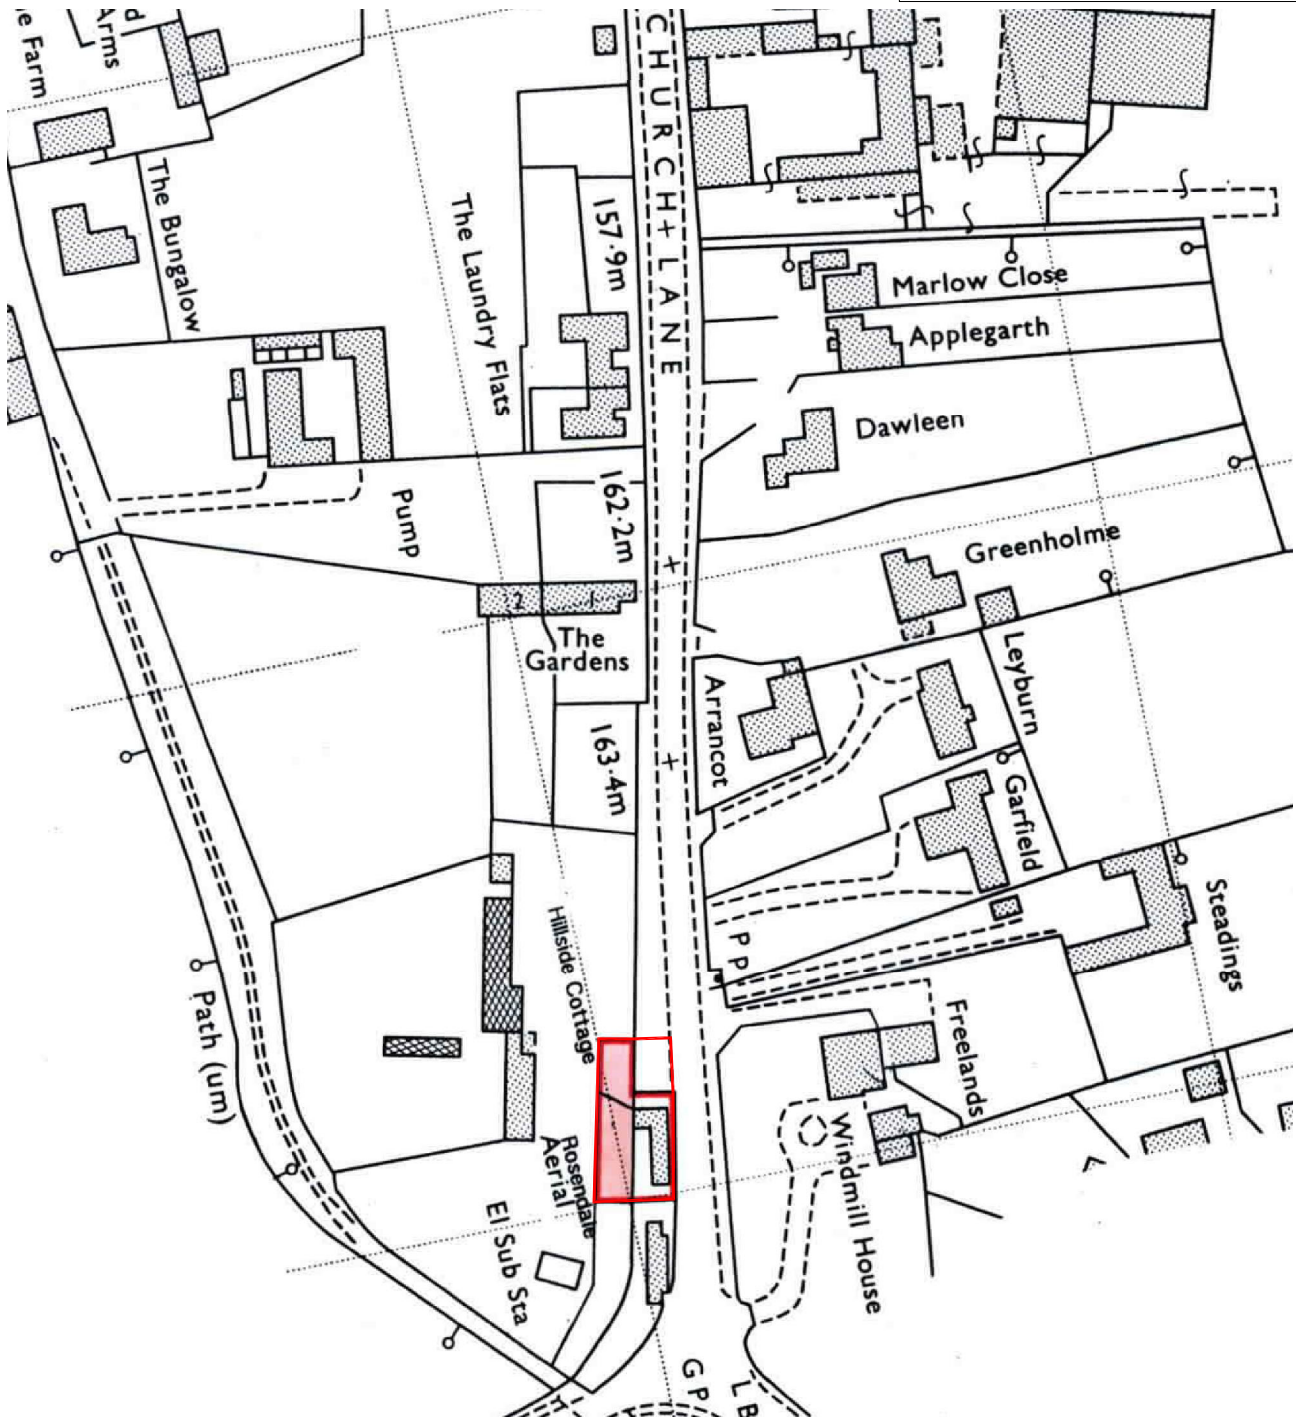 Arms
Farm
CHURCH LANE
The Bungalow
157.9m
The Laundry Flats
Marlow Close
Applegarth
Dawleen
162.2m
Pump
Greenholme
2
1
The
Gardens
Leyburn
Arrancot
163.4m
Garfield
Steadings
P P
Hillside Cottage
Path (um)
Freelands
Windmill House
Rosendale
Aerial
El Sub Sta
G P
L B